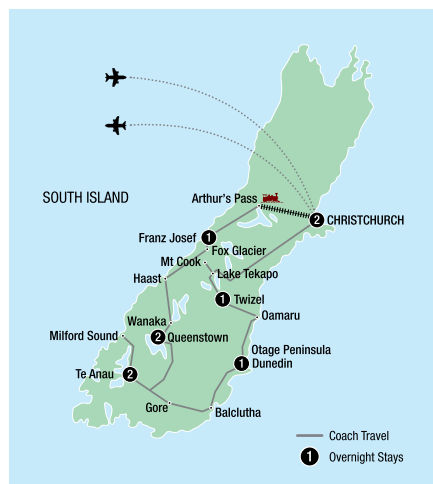 SOUTH ISLAND
Arthur's Pass
2 CHRISTCHURCH
Franz Josef 1
Fox Glacier
Mt Cook
Lake Tekapo
Haast
1 Twizel
Oamaru
Wanaka
2 Queenstown
Milford Sound
Otage Peninsula
1 Dunedin
Te Anau 2
Gore
Balclutha
Coach Travel
1 Overnight Stays